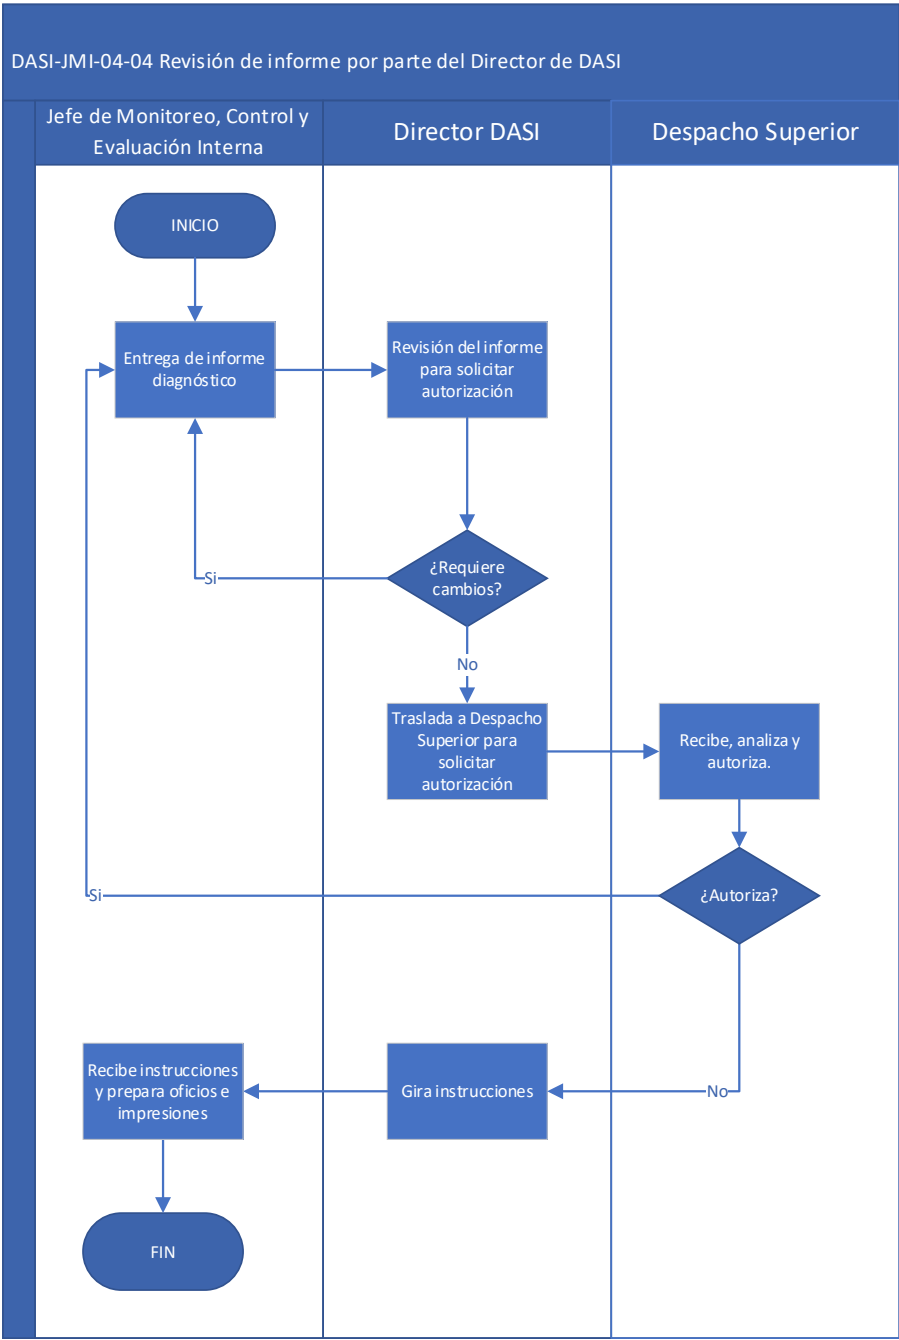 DASI-JMI-04-04 Revisión de informe por parte del Director de DASI
Jefe de Monitoreo, Control y
Evaluación Interna
Director DASI
Despacho Superior
INICIO
Entrega de informe
diagnóstico
Revisión del informe
para solicitar
autorización
¿Requiere
cambios?
Si
No
Traslada a Despacho
Superior para
solicitar
autorización
Recibe, analiza y
autoriza.
¿Autoriza?
Si
No
Gira instrucciones
Recibe instrucciones
y prepara oficios e
impresiones
FIN